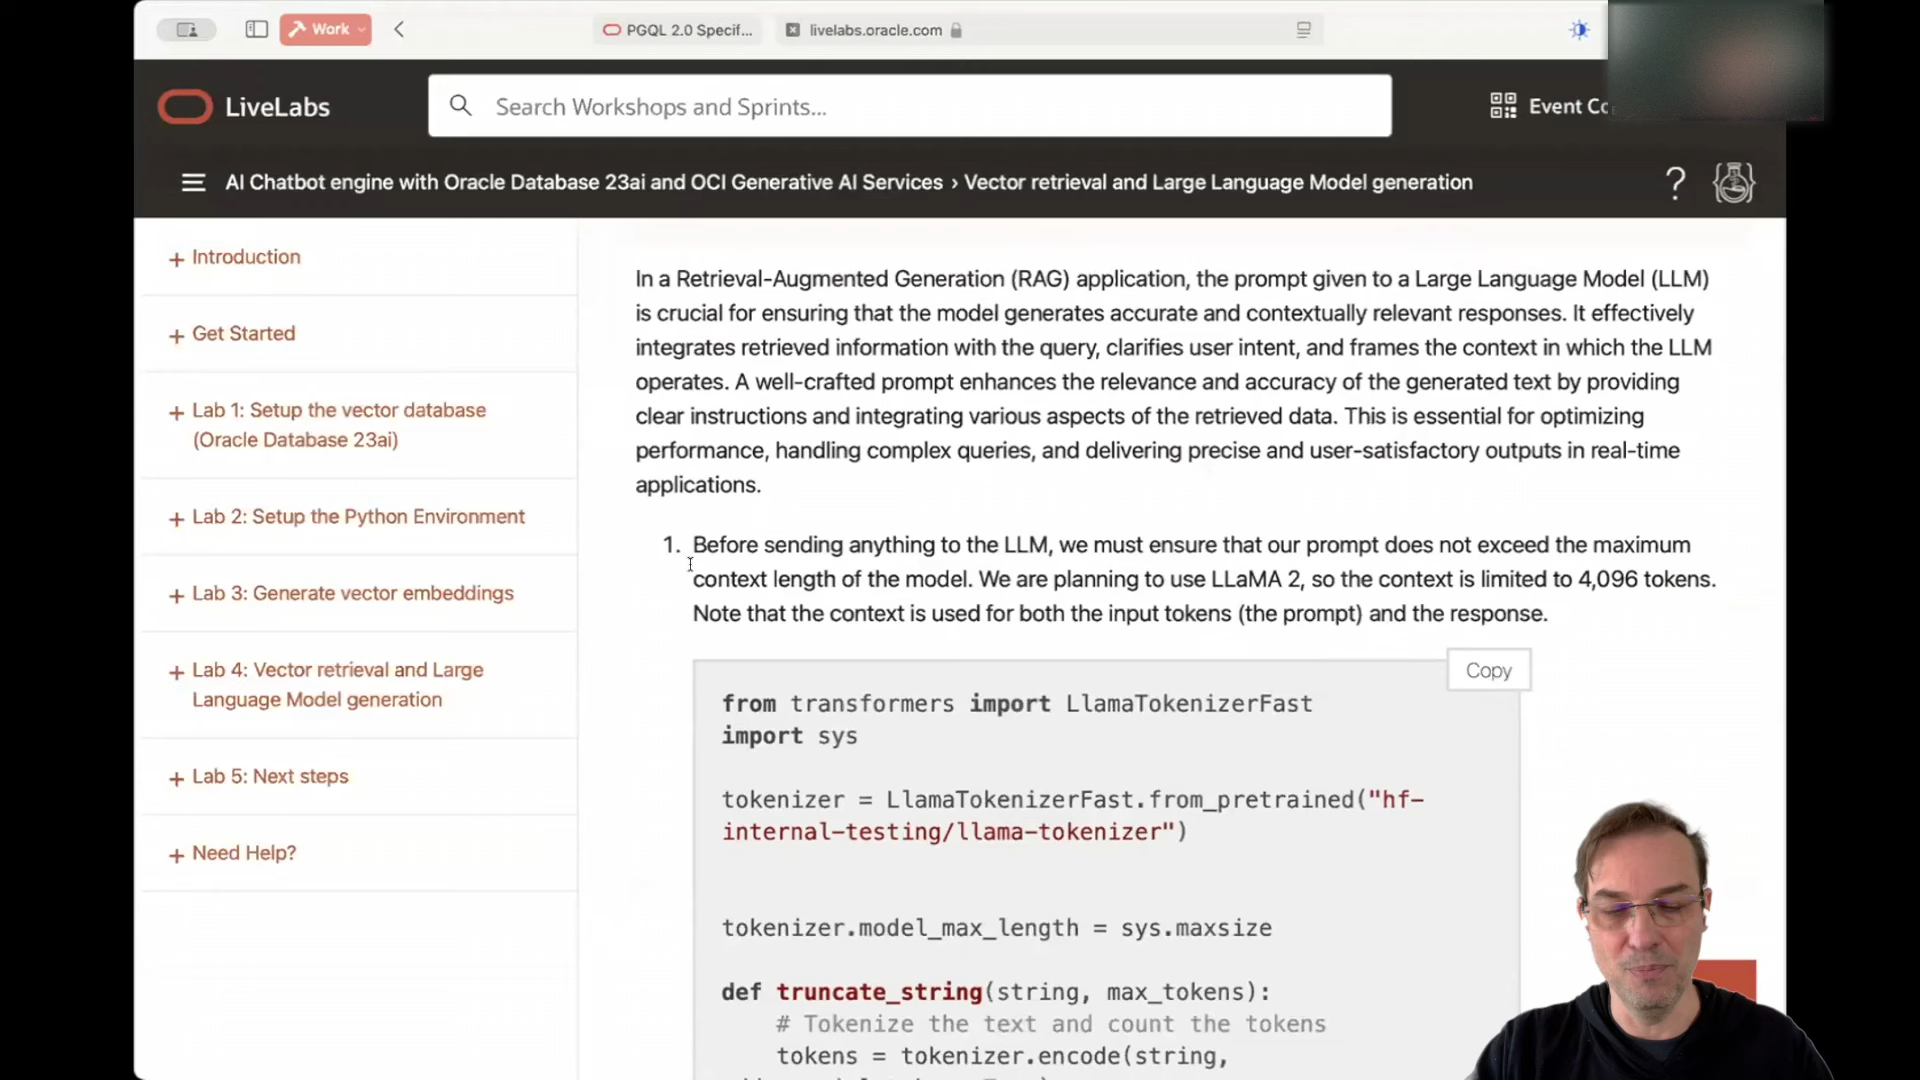 Work
PGQL 2.0 Specif...
livelabs.oracle.com
LiveLabs
Search Workshops and Sprints...
Event Co
AI Chatbot engine with Oracle Database 23ai and OCI Generative AI Services › Vector retrieval and Large Language Model generation
?
+ Introduction
+ Get Started
+ Lab 1: Setup the vector database
(Oracle Database 23ai)
+ Lab 2: Setup the Python Environment
+ Lab 3: Generate vector embeddings
+ Lab 4: Vector retrieval and Large
Language Model generation
+ Lab 5: Next steps
+ Need Help?
In a Retrieval-Augmented Generation (RAG) application, the prompt given to a Large Language Model (LLM)
is crucial for ensuring that the model generates accurate and contextually relevant responses. It effectively
integrates retrieved information with the query, clarifies user intent, and frames the context in which the LLM
operates. A well-crafted prompt enhances the relevance and accuracy of the generated text by providing
clear instructions and integrating various aspects of the retrieved data. This is essential for optimizing
performance, handling complex queries, and delivering precise and user-satisfactory outputs in real-time
applications.
1. Before sending anything to the LLM, we must ensure that our prompt does not exceed the maximum
context length of the model. We are planning to use LLaMA 2, so the context is limited to 4,096 tokens.
Note that the context is used for both the input tokens (the prompt) and the response.
Copy
from transformers import LlamaTokenizerFast
import sys
tokenizer = LlamaTokenizerFast.from_pretrained("hf-
internal-testing/llama-tokenizer")
tokenizer.model_max_length = sys.maxsize
def truncate_string(string, max_tokens):
# Tokenize the text and count the tokens
tokens = tokenizer.encode(string,